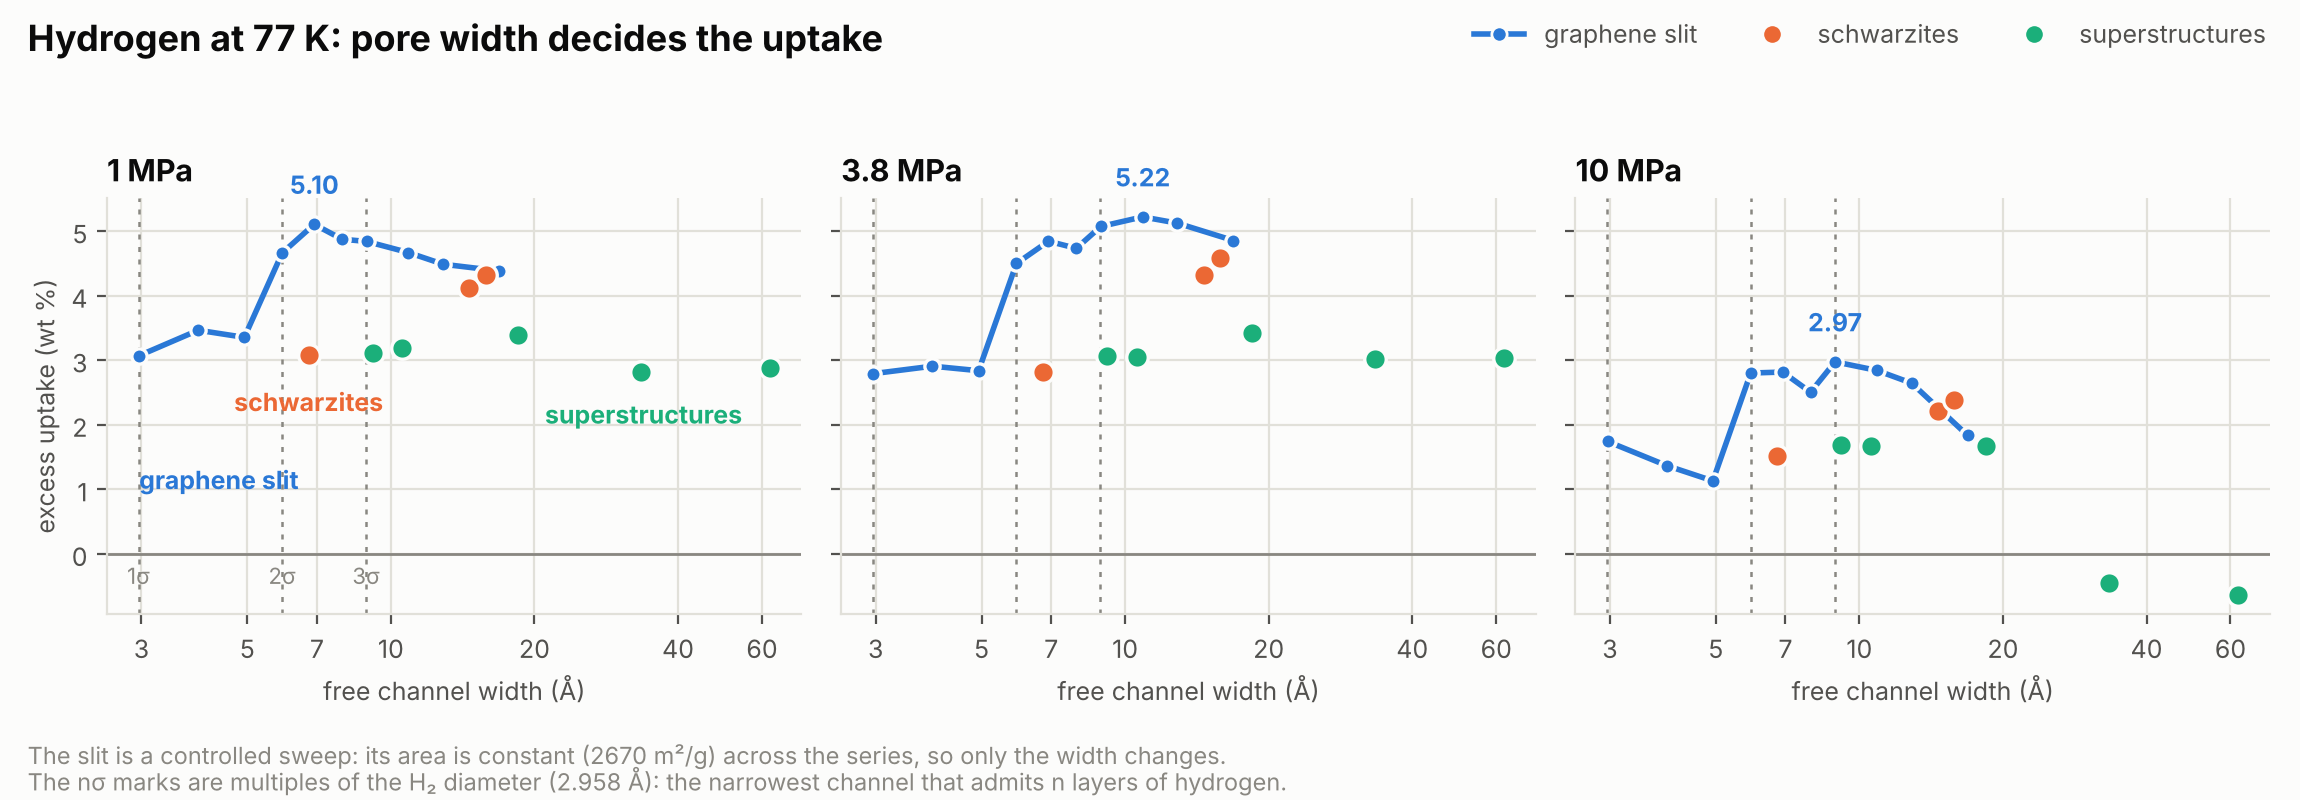 Hydrogen at 77 K: pore width decides the uptake
graphene slit
schwarzites
superstructures
1 MPa
3.8 MPa
10 MPa
5.10
5.22
2.97
excess uptake (wt %)
5
4
3
2
1
0
schwarzites
superstructures
graphene slit
1σ
2σ
3σ
3 5 7 10 20 40 60
3 5 7 10 20 40 60
3 5 7 10 20 40 60
free channel width (Å)
free channel width (Å)
free channel width (Å)
The slit is a controlled sweep: its area is constant (2670 m²/g) across the series, so only the width changes.
The nσ marks are multiples of the H₂ diameter (2.958 Å): the narrowest channel that admits n layers of hydrogen.